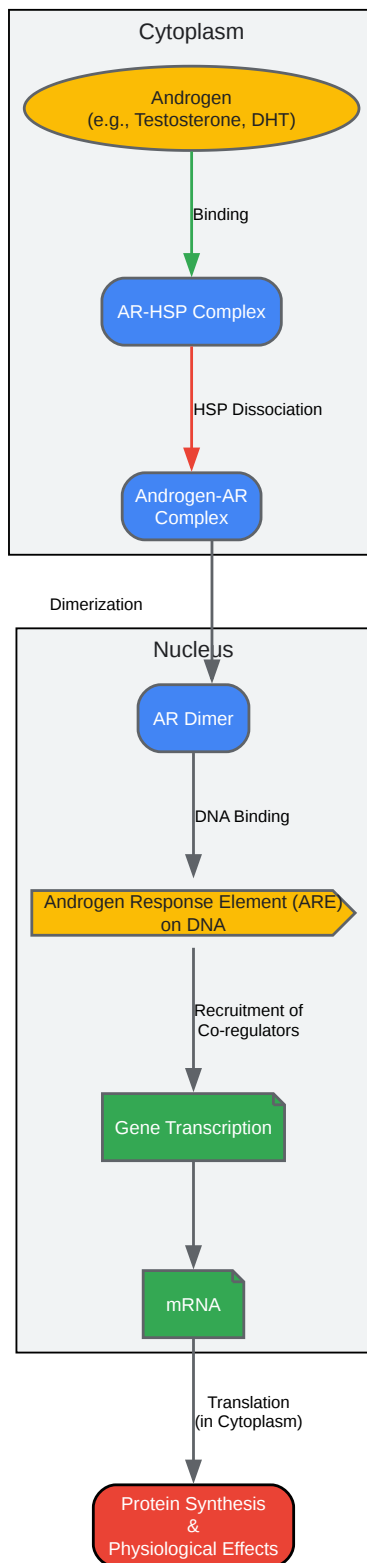 Cytoplasm
Androgen
(e.g., Testosterone, DHT)
Binding
AR-HSP Complex
HSP Dissociation
Androgen-AR
Complex
Dimerization
Nucleus
AR Dimer
DNA Binding
Androgen Response Element (ARE)
on DNA
Recruitment of
Co-regulators
Gene Transcription
mRNA
Translation
(in Cytoplasm)
Protein Synthesis
&
Physiological Effects